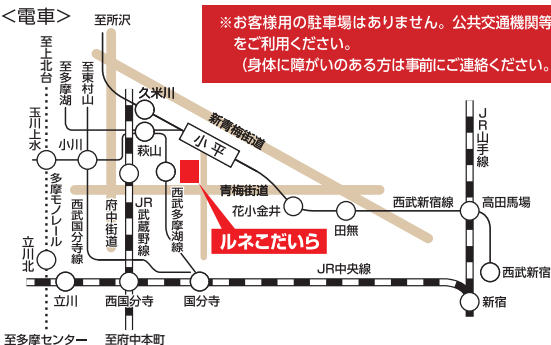 ＜電車＞
※お客様用の駐車場はありません。公共交通機関等
をご利用ください。
（身体に障がいのある方は事前にご連絡ください。
至所沢
至上北台
至多摩湖
至東村山
久米川
新青梅街道
JR山手線
玉川上水
小川
萩山
小平
青梅街道
西武新宿線
高田馬場
花小金井
田無
多摩モノレール
西武国分寺線
府中街道
JR武蔵野線
西武多摩湖線
ルネこだいら
立川北
JR中央線
西武新宿
立川
西国分寺
国分寺
新宿
至多摩センター
至府中本町